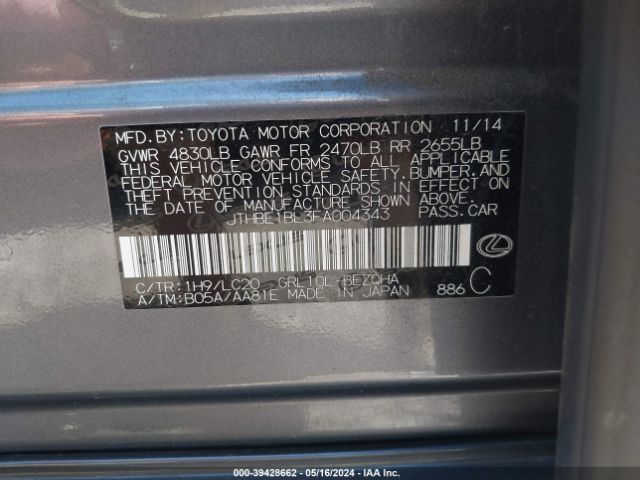 MFD.BY:TOYOTA MOTOR CORPORATION 11/14
GVWR 4830LB GAWR FR 2470LB RR 2655LB
THIS VEHICLE CONFORMS TO ALL APPLICABLE
FEDERAL MOTOR VEHICLE SAFETY,BUMPER,AND
THEFT PREVENTION STANDARDS IN EFFECT ON
THE DATE OF MANUFACTURE SHOWN ABOVE.
JTHBE1BL3FA004343 PASS.CAR
C/TR:1H9/LC20 GRL10L-BEZQHA
A/TM:B05A/AA81E MADE IN JAPAN 886 C
000-39428662 - 05/16/2024 - IAA Inc.